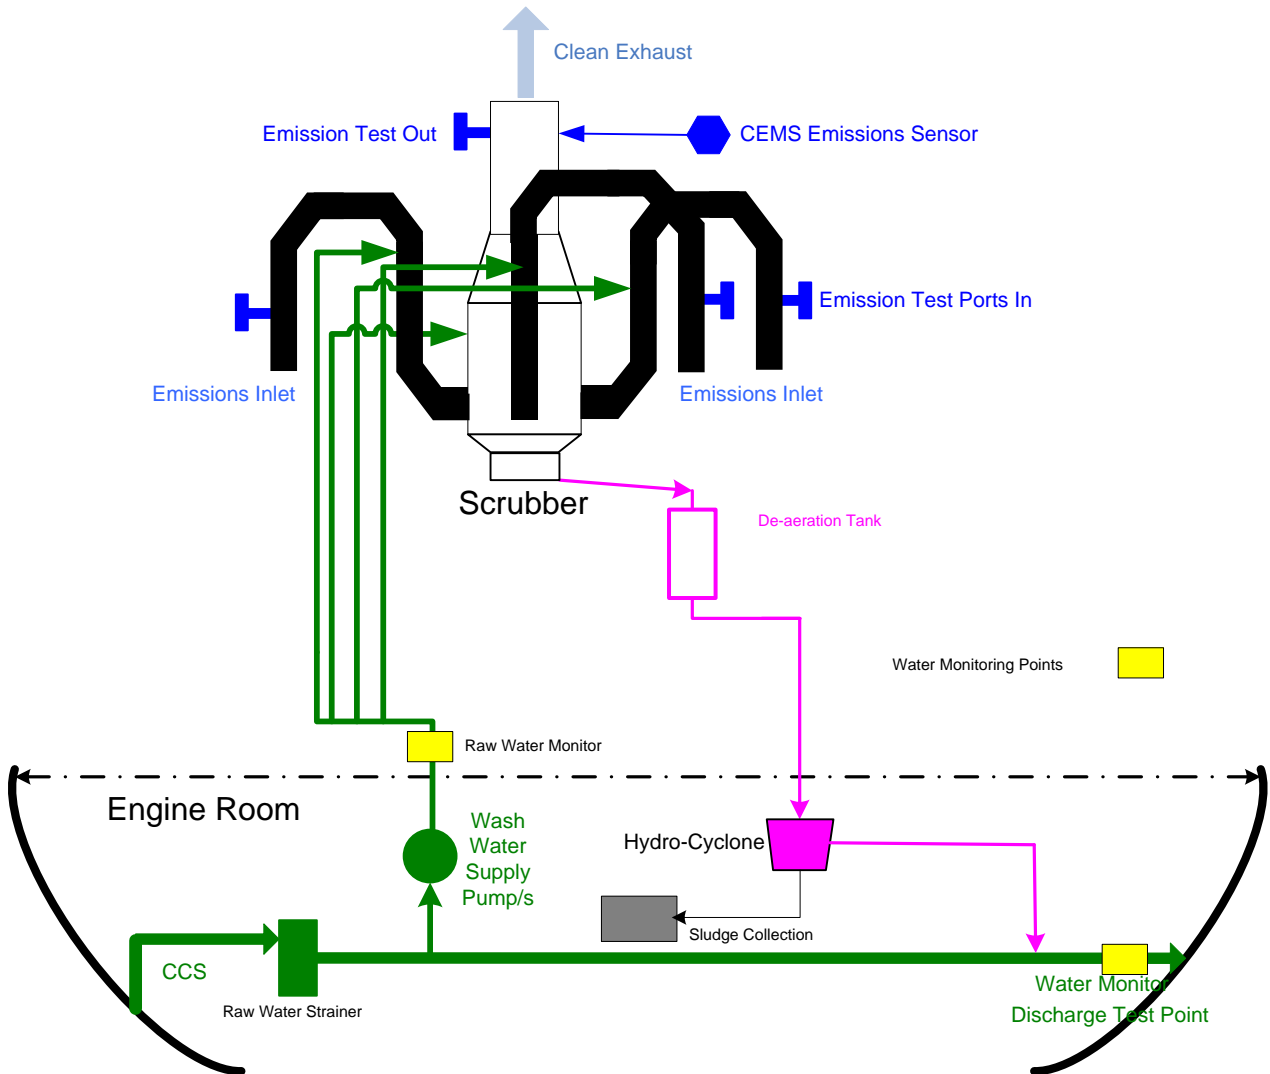 Clean Exhaust
Emission Test Out
CEMS Emissions Sensor
Emission Test Ports In
Emissions Inlet
Emissions Inlet
Scrubber
De-aeration Tank
Water Monitoring Points
Raw Water Monitor
Engine Room
Wash
Water
Supply
Pump/s
Hydro-Cyclone
Sludge Collection
CCS
Raw Water Strainer
Water Monitor
Discharge Test Point